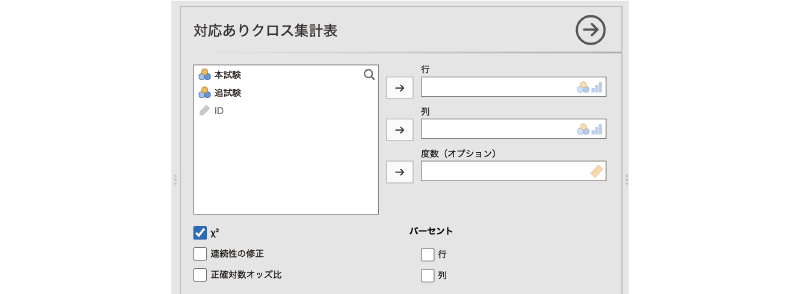 対応ありクロス集計表
本試験
追試験
ID
行
列
度数（オプション）
χ²
連続性の修正
正確対数オッズ比
パーセント
行
列